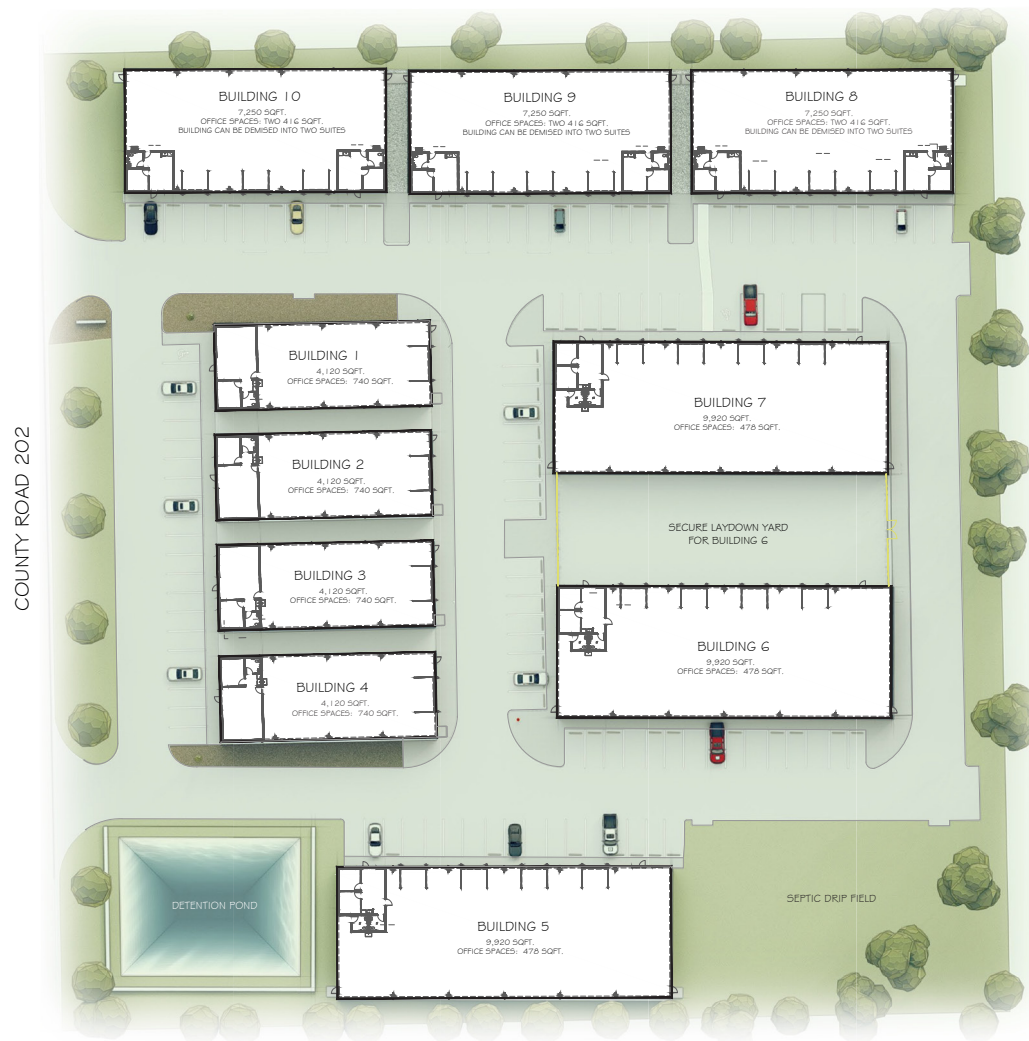 BUILDING 10
7,250 SQFT.
OFFICE SPACES: TWO 416 SQFT.
BUILDING CAN BE DEMISED INTO TWO SUITES
BUILDING 9
7,250 SQFT.
OFFICE SPACES: TWO 416 SQFT.
BUILDING CAN BE DEMISED INTO TWO SUITES
BUILDING 8
7,250 SQFT.
OFFICE SPACES: TWO 416 SQFT.
BUILDING CAN BE DEMISED INTO TWO SUITES
BUILDING 1
4,120 SQFT.
OFFICE SPACES: 740 SQFT.
BUILDING 7
9,920 SQFT.
OFFICE SPACES: 478 SQFT.
BUILDING 2
4,120 SQFT.
OFFICE SPACES: 740 SQFT.
COUNTY ROAD 202
SECURE LAYDOWN YARD
FOR BUILDING 6
BUILDING 3
4,120 SQFT.
OFFICE SPACES: 740 SQFT.
BUILDING 6
9,920 SQFT.
OFFICE SPACES: 478 SQFT.
BUILDING 4
4,120 SQFT.
OFFICE SPACES: 740 SQFT.
DETENTION POND
SEPTIC DRIP FIELD
BUILDING 5
9,920 SQFT.
OFFICE SPACES: 478 SQFT.